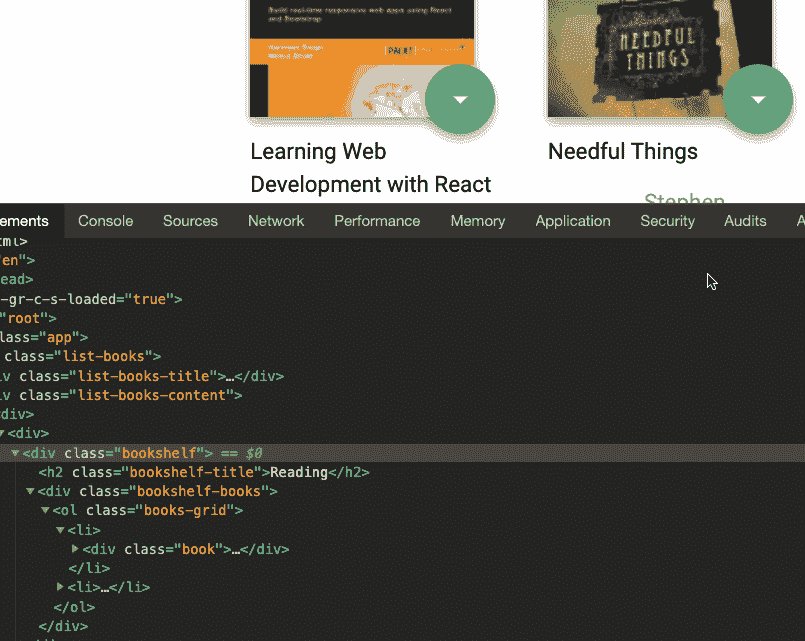 Build real-time responsive web apps using React
and Bootstrap
PACKT
NEEDFUL
THINGS
Learning Web
Development with React
Needful Things
Stephen
ements Console Sources Network Performance Memory Application Security Audits A
tml>
"en">
ead>
-gr-c-s-loaded="true">
"root">
lass="app">
class="list-books">
iv class="list-books-title">…</div>
iv class="list-books-content">
div>
▼<div>
▼<div class="bookshelf"> == $0
<h2 class="bookshelf-title">Reading</h2>
▼<div class="bookshelf-books">
▼<ol class="books-grid">
▼<li>
▶<div class="book">…</div>
</li>
▶<li>…</li>
</ol>
</div>